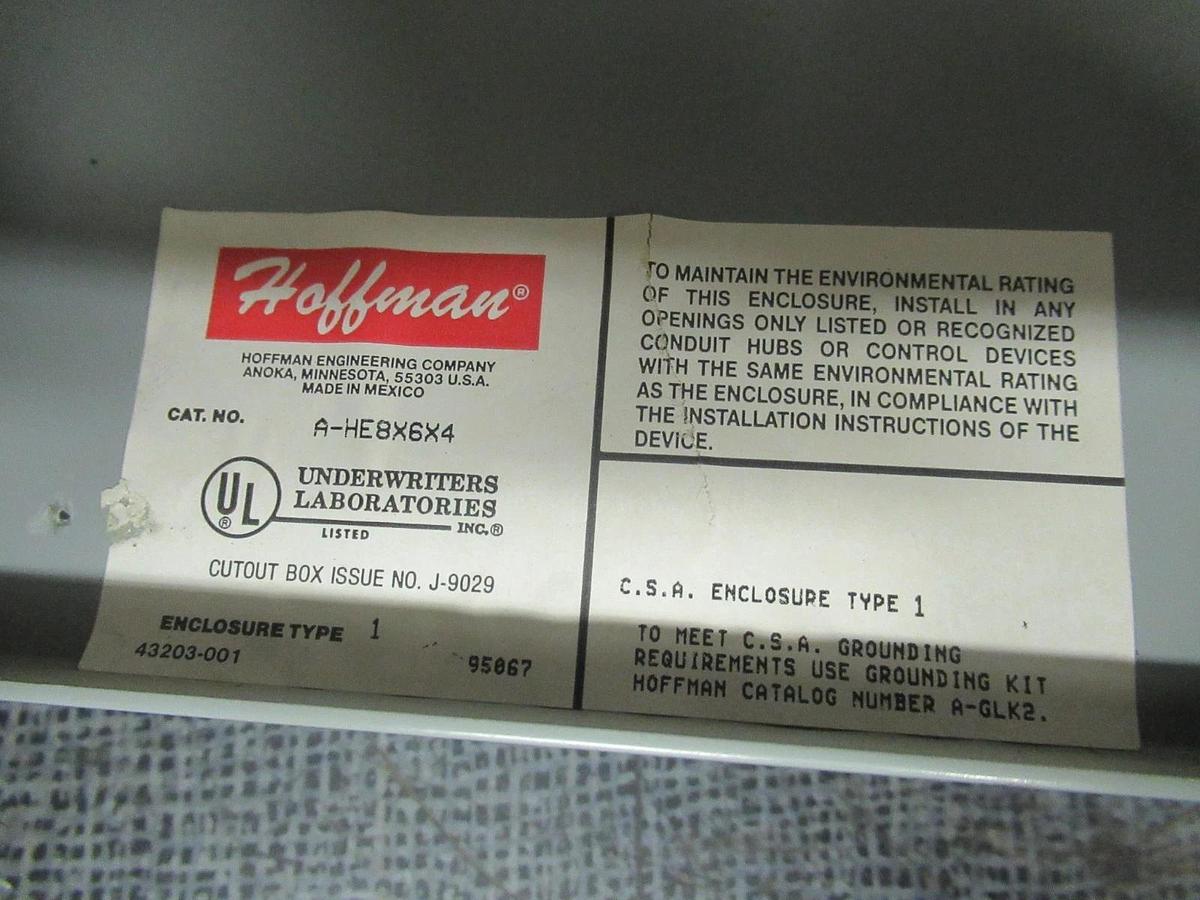 Hoffman®
HOFFMAN ENGINEERING COMPANY
ANOKA, MINNESOTA, 55303 U.S.A.
MADE IN MEXICO
CAT. NO. A-HE8X6X4
UL® UNDERWRITERS
LABORATORIES
LISTED INC.®
CUTOUT BOX ISSUE NO. J-9029
ENCLOSURE TYPE 1
43203-001 95067
TO MAINTAIN THE ENVIRONMENTAL RATING
OF THIS ENCLOSURE, INSTALL IN ANY
OPENINGS ONLY LISTED OR RECOGNIZED
CONDUIT HUBS OR CONTROL DEVICES
WITH THE SAME ENVIRONMENTAL RATING
AS THE ENCLOSURE, IN COMPLIANCE WITH
THE INSTALLATION INSTRUCTIONS OF THE
DEVICE.
C.S.A. ENCLOSURE TYPE 1
TO MEET C.S.A. GROUNDING
REQUIREMENTS USE GROUNDING KIT
HOFFMAN CATALOG NUMBER A-GLK2.